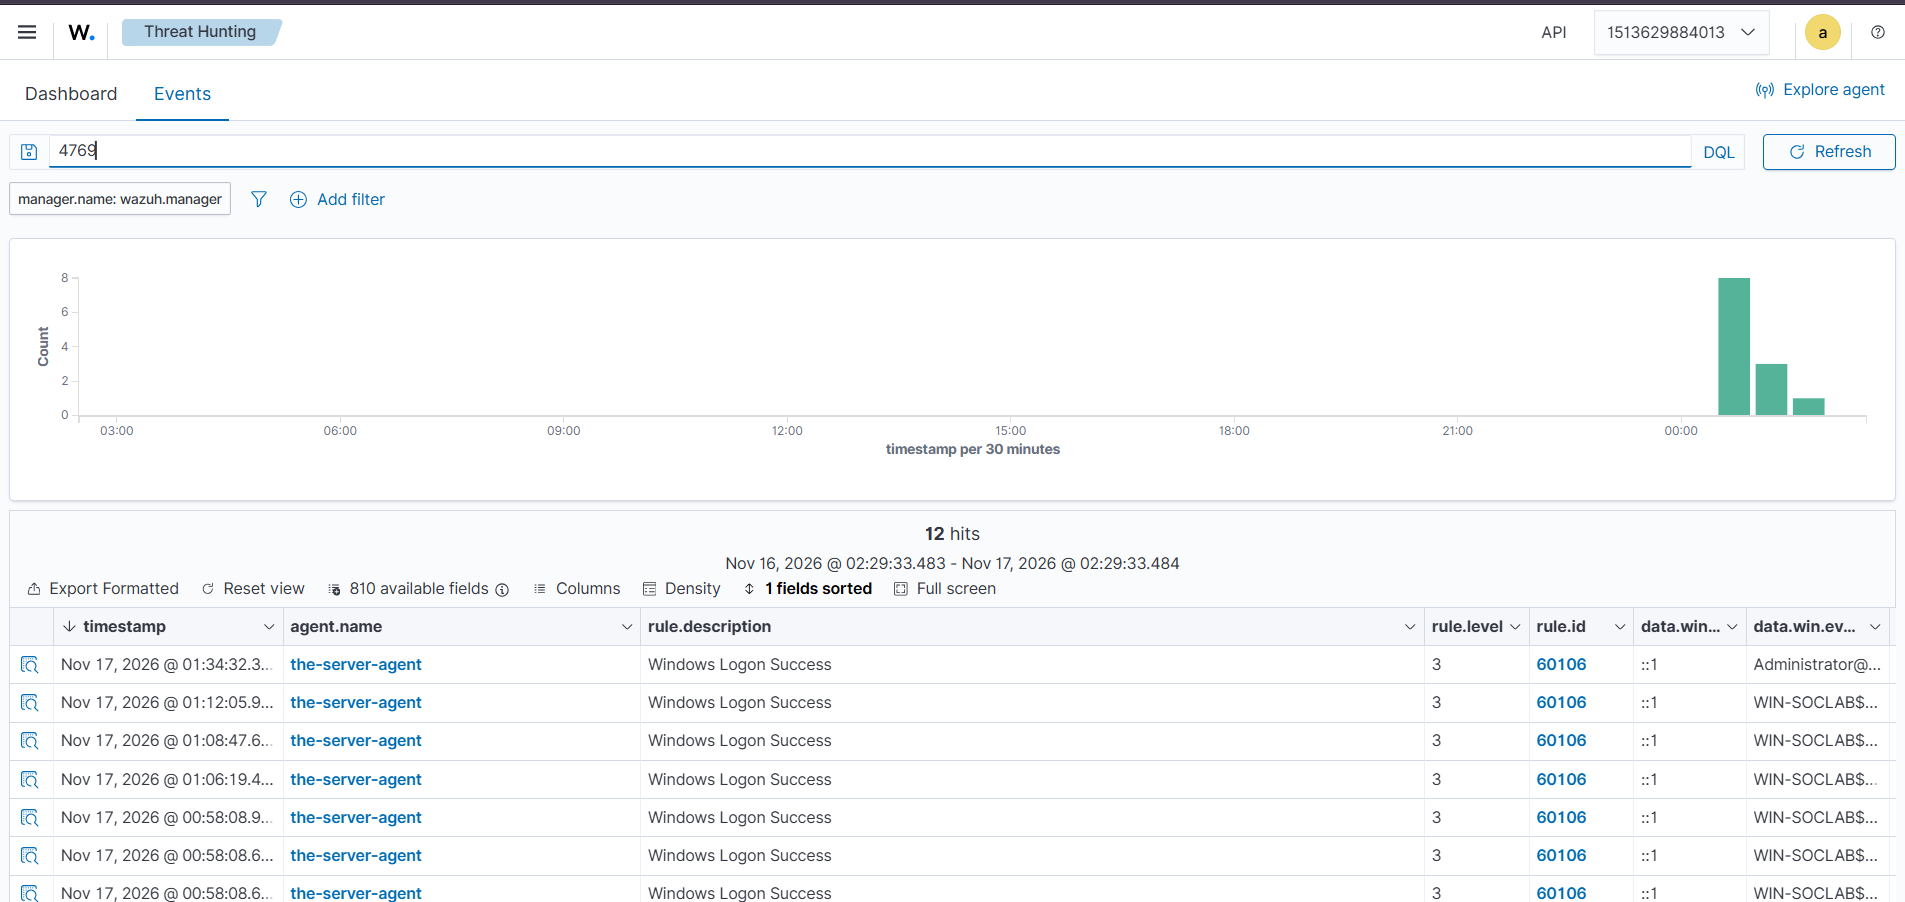 W. Threat Hunting API 1513629884013 a
Dashboard Events Explore agent
4769 DQL Refresh
manager.name: wazuh.manager Add filter
8
6
4
2
0
Count
03:00 06:00 09:00 12:00 15:00 18:00 21:00 00:00
timestamp per 30 minutes
12 hits
Nov 16, 2026 @ 02:29:33.483 - Nov 17, 2026 @ 02:29:33.484
Export Formatted Reset view 810 available fields Columns Density 1 fields sorted Full screen
timestamp agent.name rule.description rule.level rule.id data.win... data.win.ev...
Nov 17, 2026 @ 01:34:32.3... the-server-agent Windows Logon Success 3 60106 ::1 Administrator@...
Nov 17, 2026 @ 01:12:05.9... the-server-agent Windows Logon Success 3 60106 ::1 WIN-SOCLAB$...
Nov 17, 2026 @ 01:08:47.6... the-server-agent Windows Logon Success 3 60106 ::1 WIN-SOCLAB$...
Nov 17, 2026 @ 01:06:19.4... the-server-agent Windows Logon Success 3 60106 ::1 WIN-SOCLAB$...
Nov 17, 2026 @ 00:58:08.9... the-server-agent Windows Logon Success 3 60106 ::1 WIN-SOCLAB$...
Nov 17, 2026 @ 00:58:08.6... the-server-agent Windows Logon Success 3 60106 ::1 WIN-SOCLAB$...
Nov 17, 2026 @ 00:58:08.6... the-server-agent Windows Logon Success 3 60106 ::1 WIN-SOCLAB$...